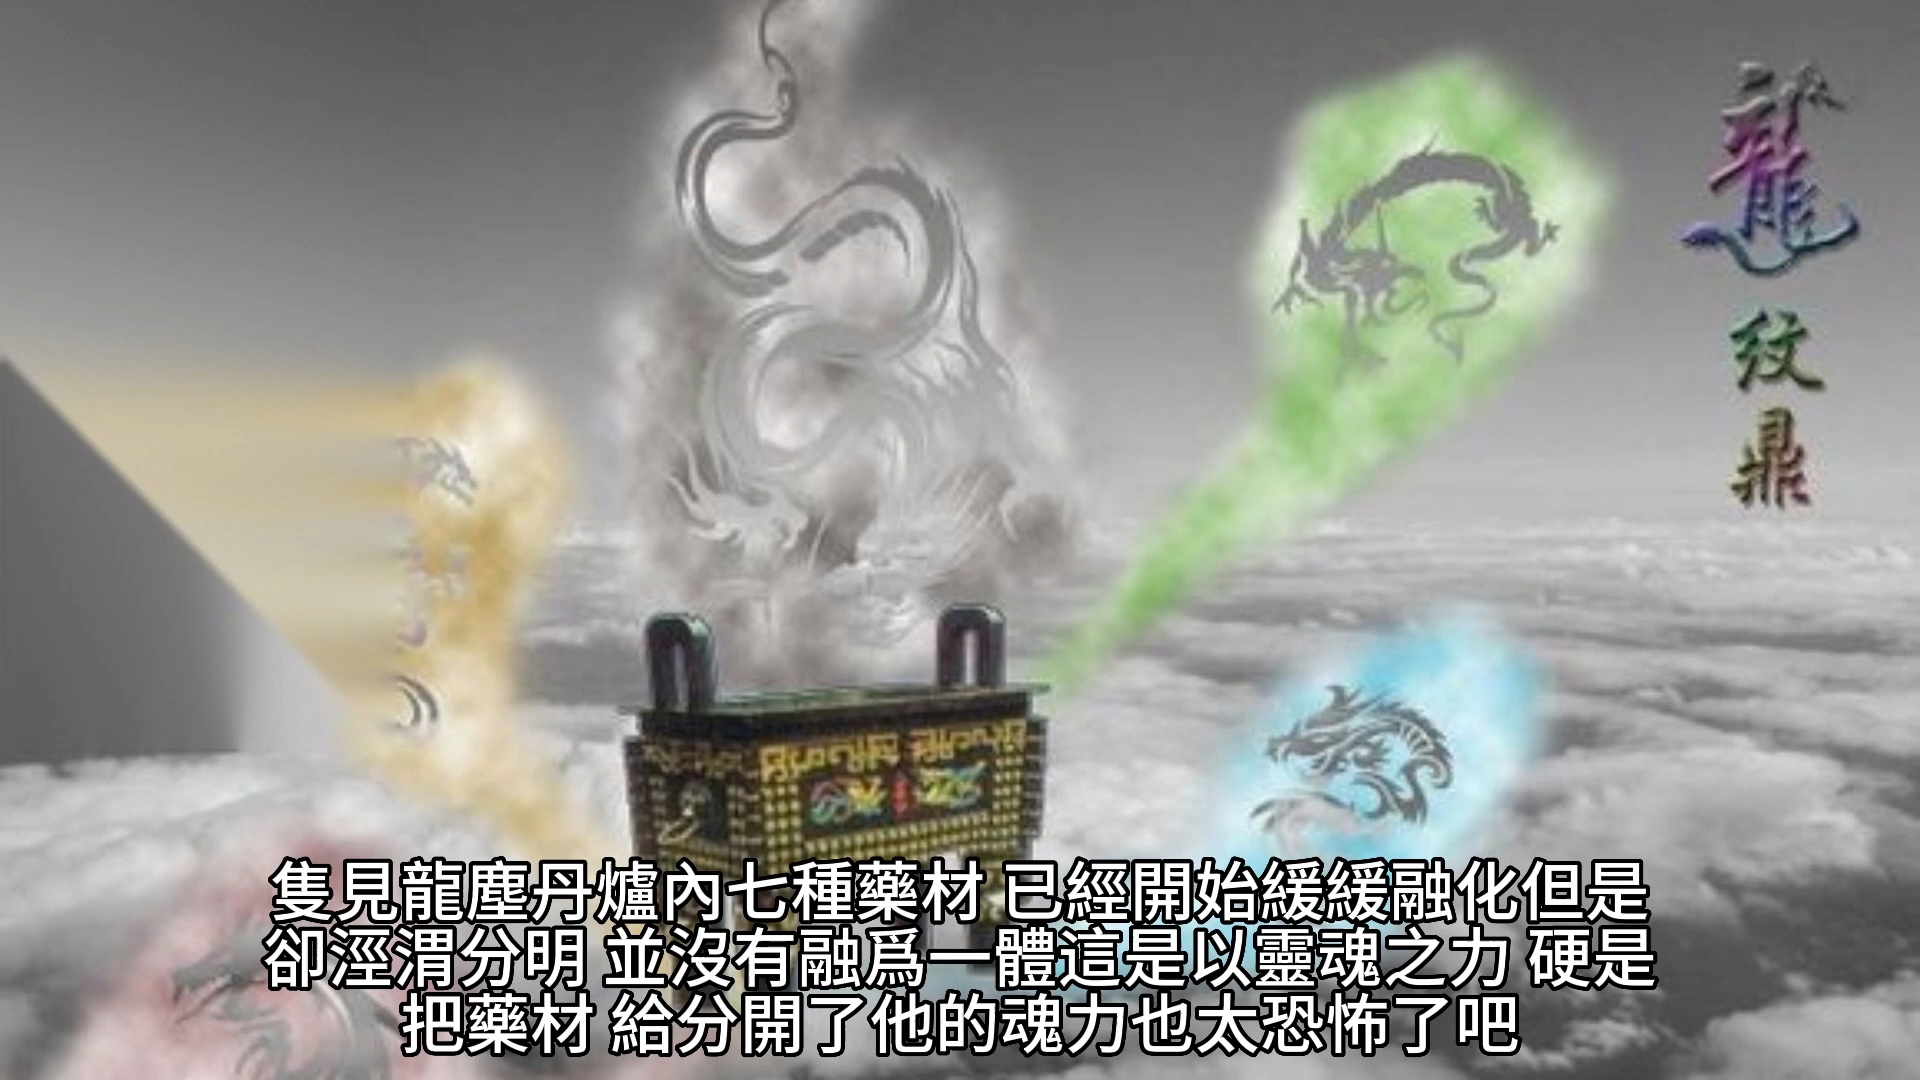 龍紋鼎
隻見龍塵丹爐內七種藥材 已經開始緩緩融化但是
卻涇渭分明 並沒有融爲一體這是以靈魂之力 硬是
把藥材 給分開了他的魂力也太恐怖了吧